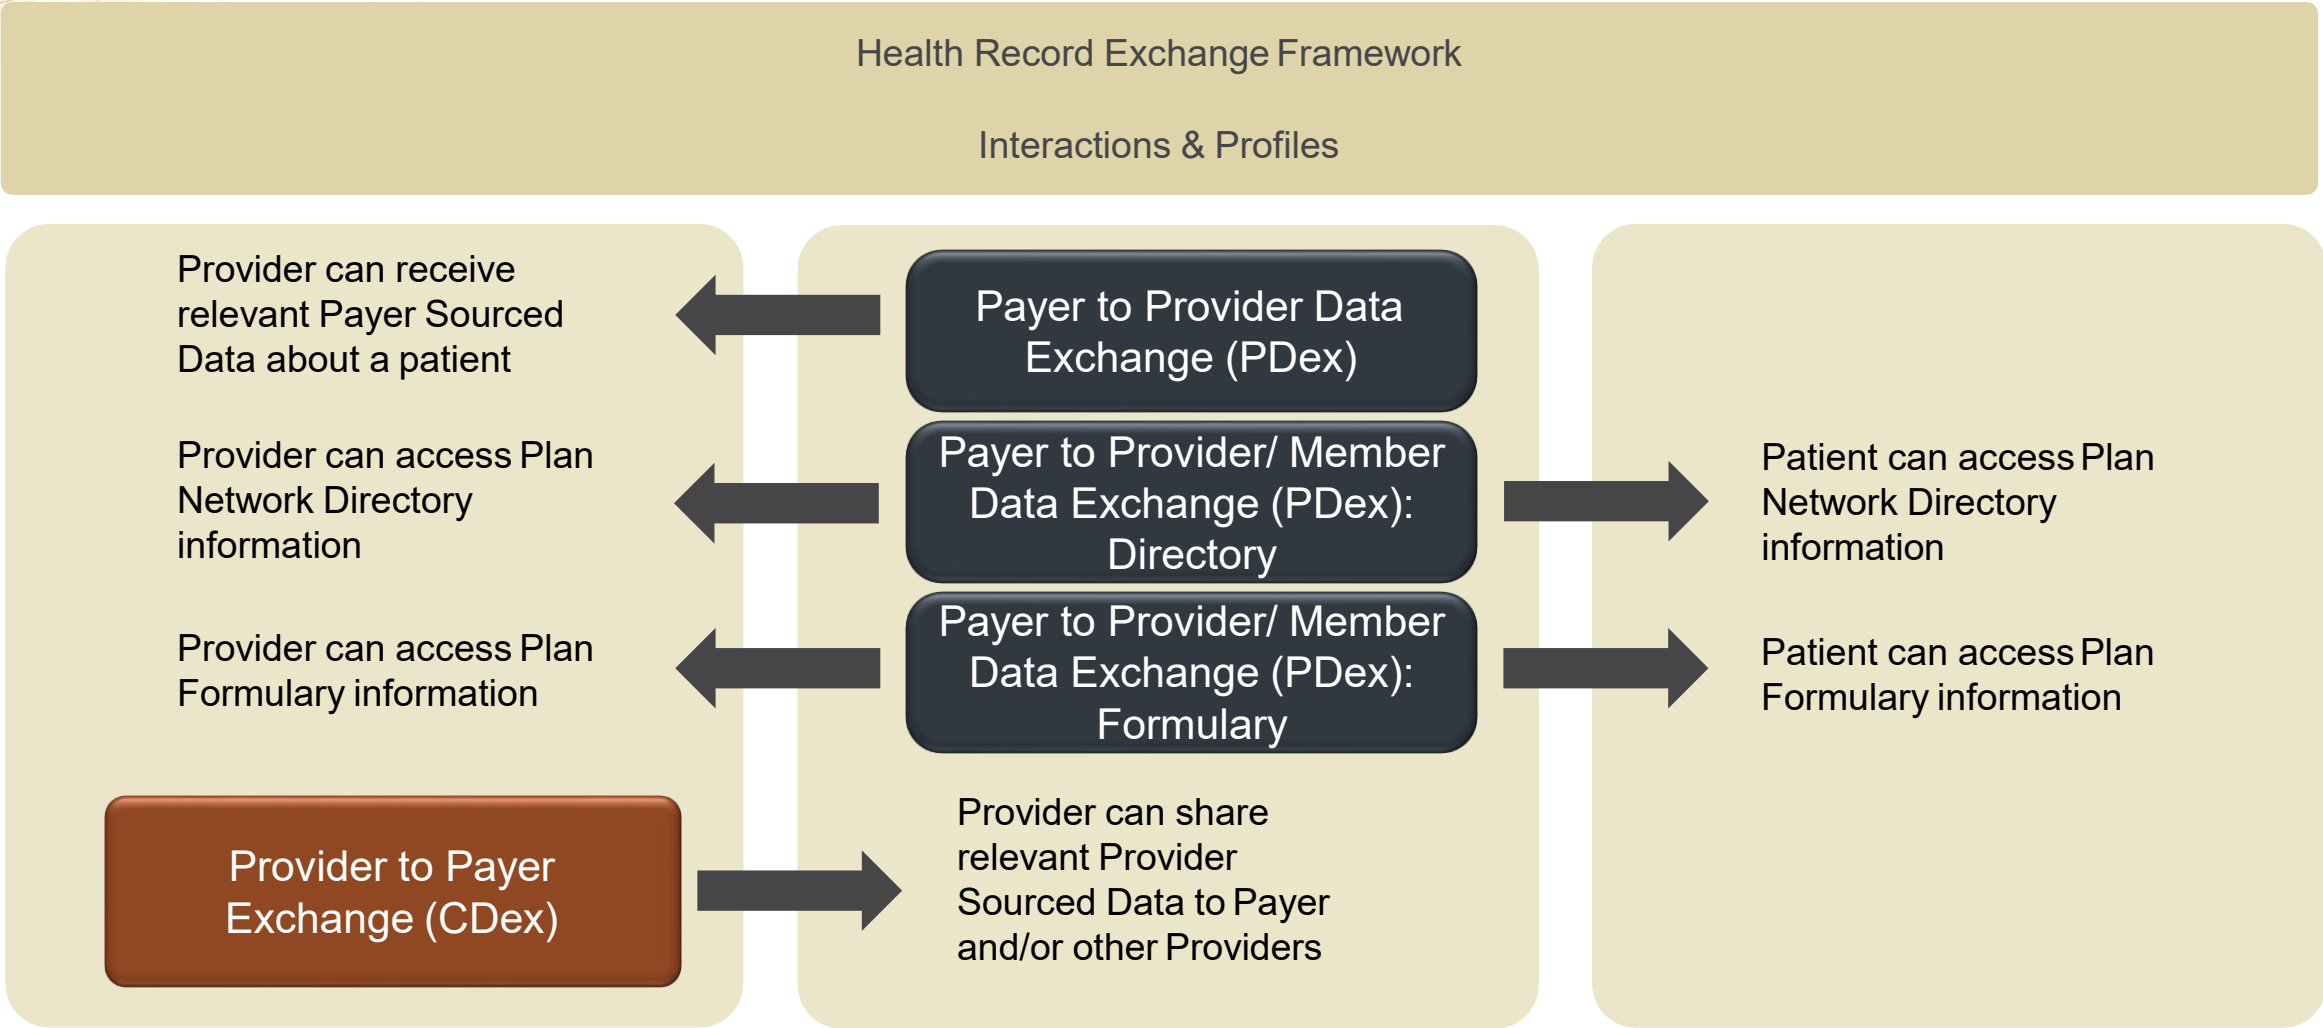 Health Record Exchange Framework
Interactions & Profiles
Provider can receive
relevant Payer Sourced
Data about a patient
Payer to Provider Data
Exchange (PDex)
Provider can access Plan
Network Directory
information
Payer to Provider/ Member
Data Exchange (PDex):
Directory
Patient can access Plan
Network Directory
information
Provider can access Plan
Formulary information
Payer to Provider/ Member
Data Exchange (PDex):
Formulary
Patient can access Plan
Formulary information
Provider to Payer
Exchange (CDex)
Provider can share
relevant Provider
Sourced Data to Payer
and/or other Providers